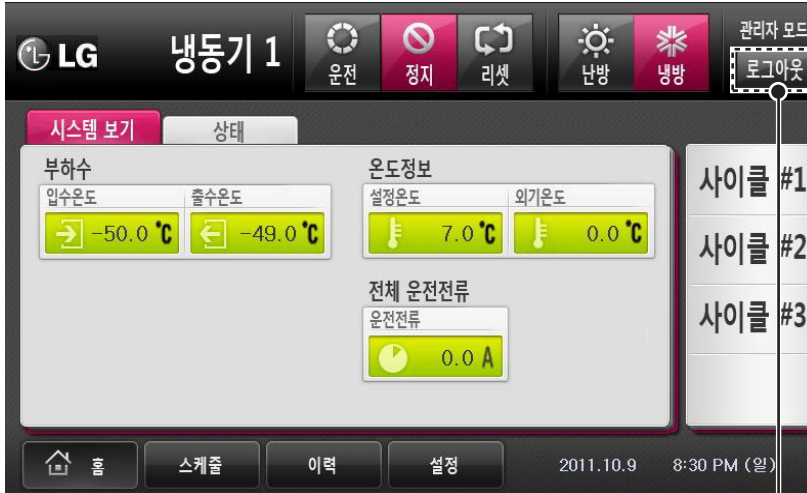 LG 냉동기 1 운전 정지 리셋 난방 냉방 관리자 모드
로그아웃
시스템 보기 상태
부하수 온도정보
입수온도 출수온도 설정온도 외기온도
-50.0 ℃ -49.0 ℃ 7.0 ℃ 0.0 ℃
전체 운전전류
운전전류
0.0 A
사이클 #1
사이클 #2
사이클 #3
홈 스케줄 이력 설정 2011.10.9 8:30 PM (일)